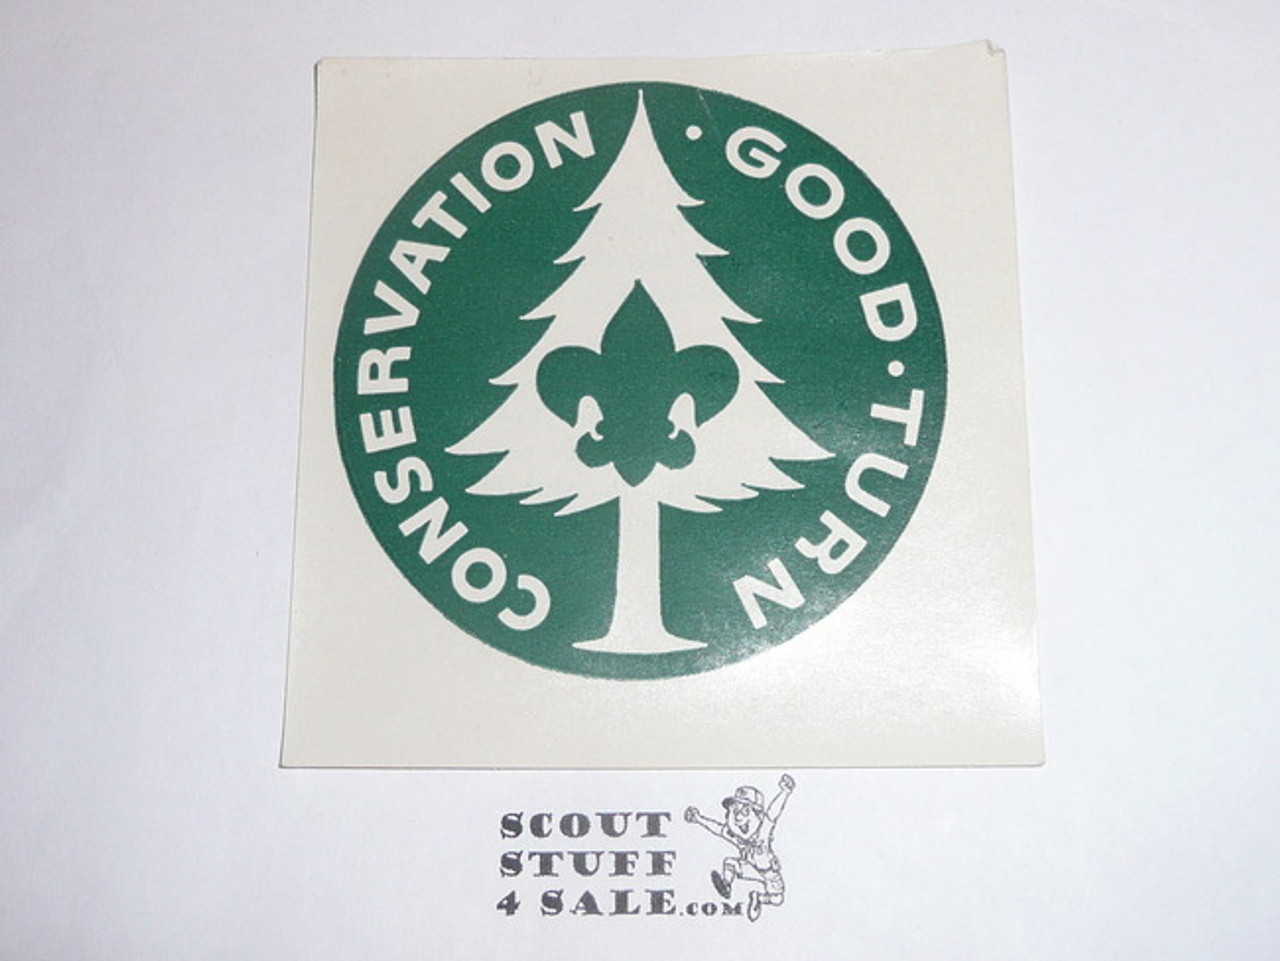 CONSERVATION · GOOD · TURN
SCOUT
STUFF
4 SALE.COM